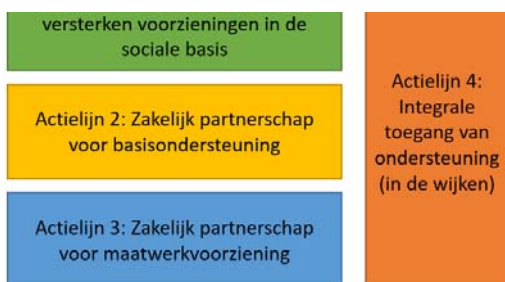 versterken voorzieningen in de
sociale basis
Actielijn 2: Zakelijk partnerschap
voor basisondersteuning
Actielijn 3: Zakelijk partnerschap
voor maatwerkvoorziening
Actielijn 4:
Integrale
toegang van
ondersteuning
(in de wijken)